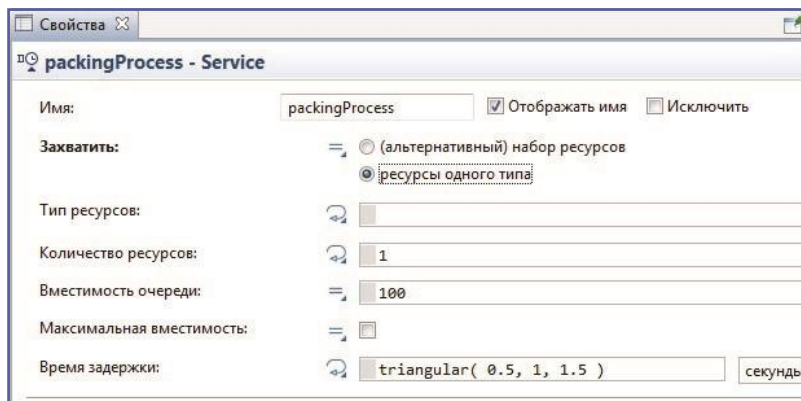 Свойства
packingProcess - Service
Имя: packingProcess Отображать имя Исключить
Захватить: (альтернативный) набор ресурсов
ресурсы одного типа
Тип ресурсов:
Количество ресурсов: 1
Вместимость очереди: 100
Максимальная вместимость:
Время задержки: triangular( 0.5, 1, 1.5 ) секунды